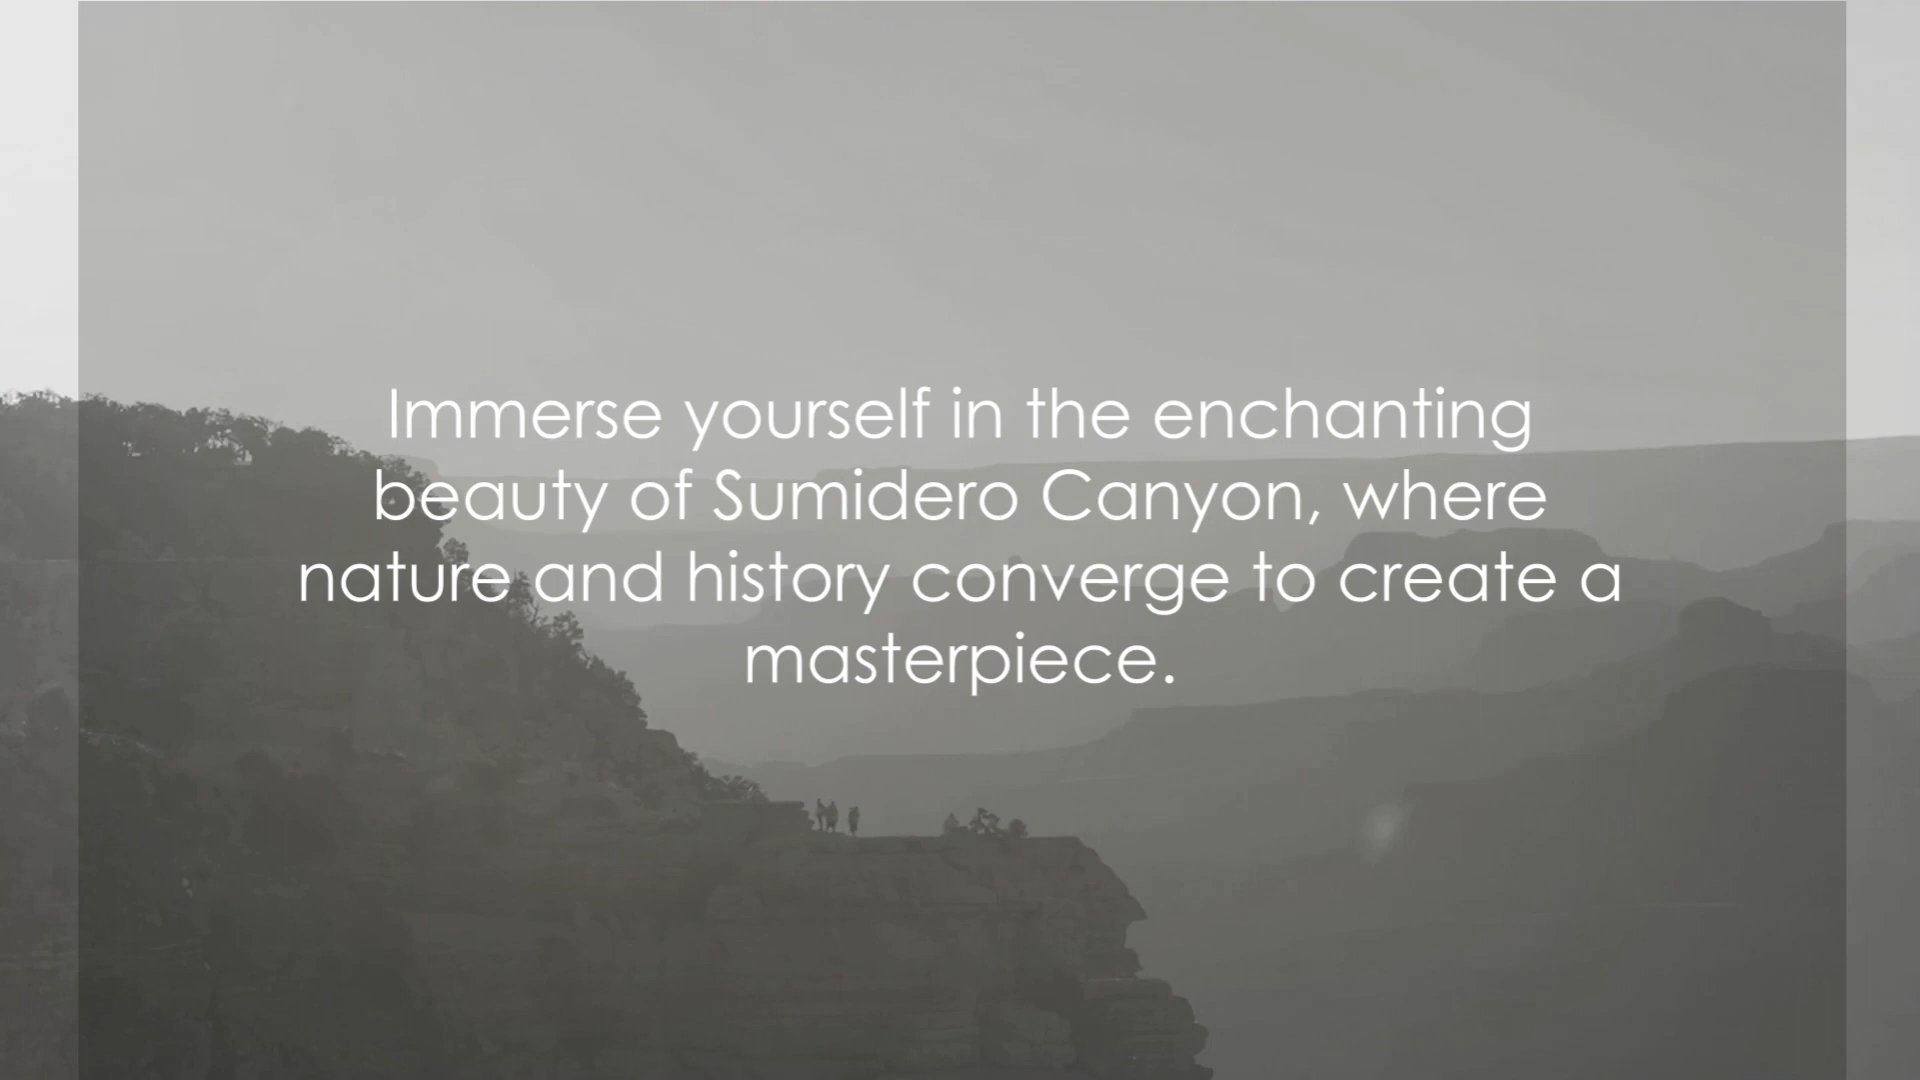 Immerse yourself in the enchanting
beauty of Sumidero Canyon, where
nature and history converge to create a
masterpiece.